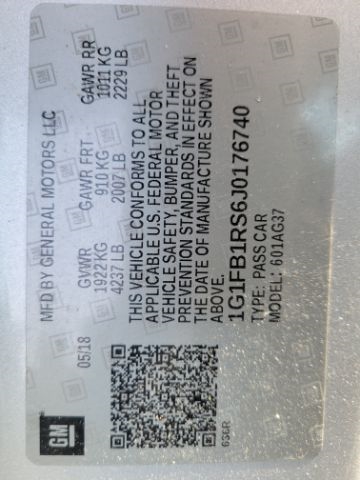 GM
MFD BY GENERAL MOTORS LLC
05/18
GVWR GAWR FRT GAWR RR
1922 KG 910 KG 1011 KG
4237 LB 2007 LB 2229 LB
THIS VEHICLE CONFORMS TO ALL
APPLICABLE U.S. FEDERAL MOTOR
VEHICLE SAFETY, BUMPER, AND THEFT
PREVENTION STANDARDS IN EFFECT ON
THE DATE OF MANUFACTURE SHOWN
ABOVE.
1G1FB1RS6J0176740
TYPE: PASS CAR
MODEL: 601AG37